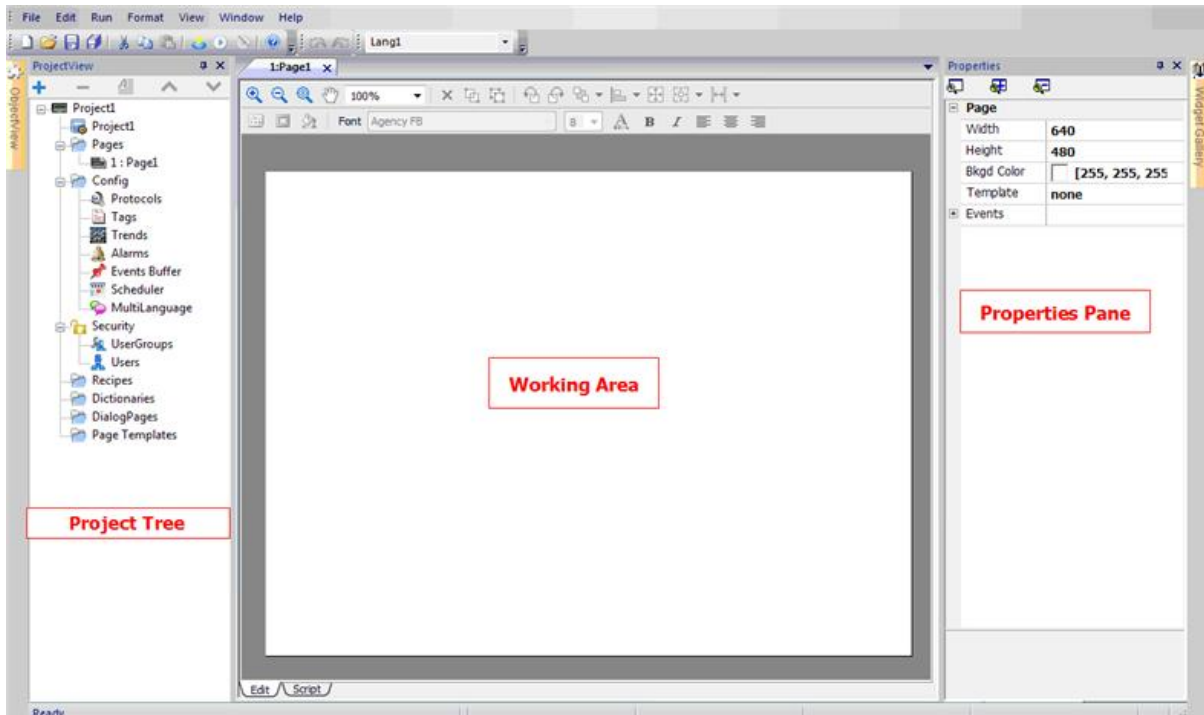 File Edit Run Format View Window Help
Lang1
ProjectView
1:Page1
Properties
ObjectView
Widget Gallery
100%
Font Agency FB 8 A B I
Project1
Project1
Pages
1 : Page1
Config
Protocols
Tags
Trends
Alarms
Events Buffer
Scheduler
MultiLanguage
Security
UserGroups
Users
Recipes
Dictionaries
DialogPages
Page Templates
Project Tree
Working Area
Page
Width 640
Height 480
Bkgd Color [255, 255, 255
Template none
Events
Properties Pane
Edit Script
Ready